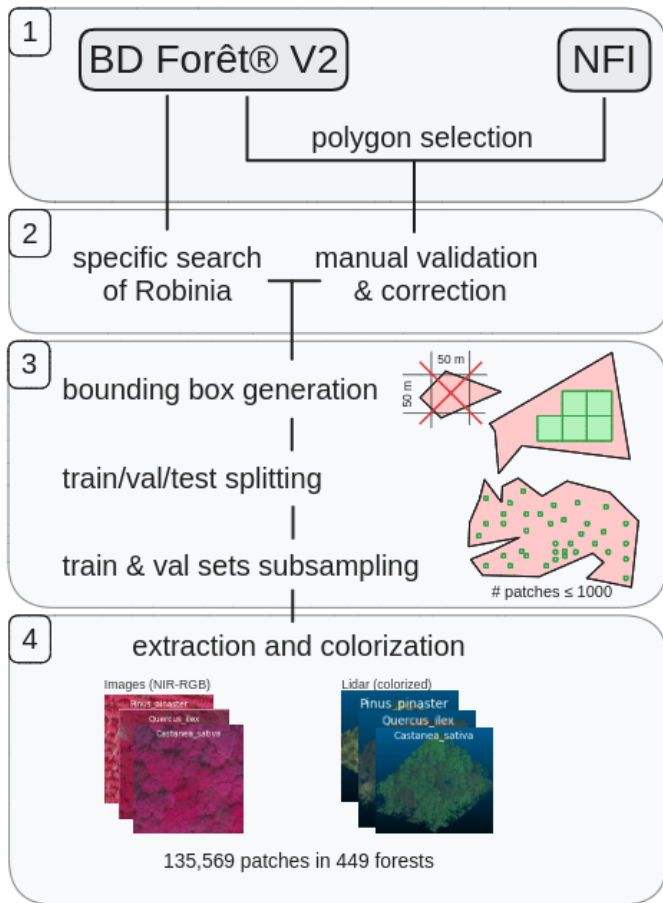 1
BD Forêt® V2
NFI
polygon selection
2
specific search
of Robinia
manual validation
& correction
3
bounding box generation
50 m
50 m
train/val/test splitting
train & val sets subsampling
# patches ≤ 1000
4
extraction and colorization
Images (NIR-RGB)
Pinus_pinaster
Quercus_ilex
Castanea_sativa
Lidar (colorized)
Pinus_pinaster
Quercus_ilex
Castanea_sativa
135,569 patches in 449 forests